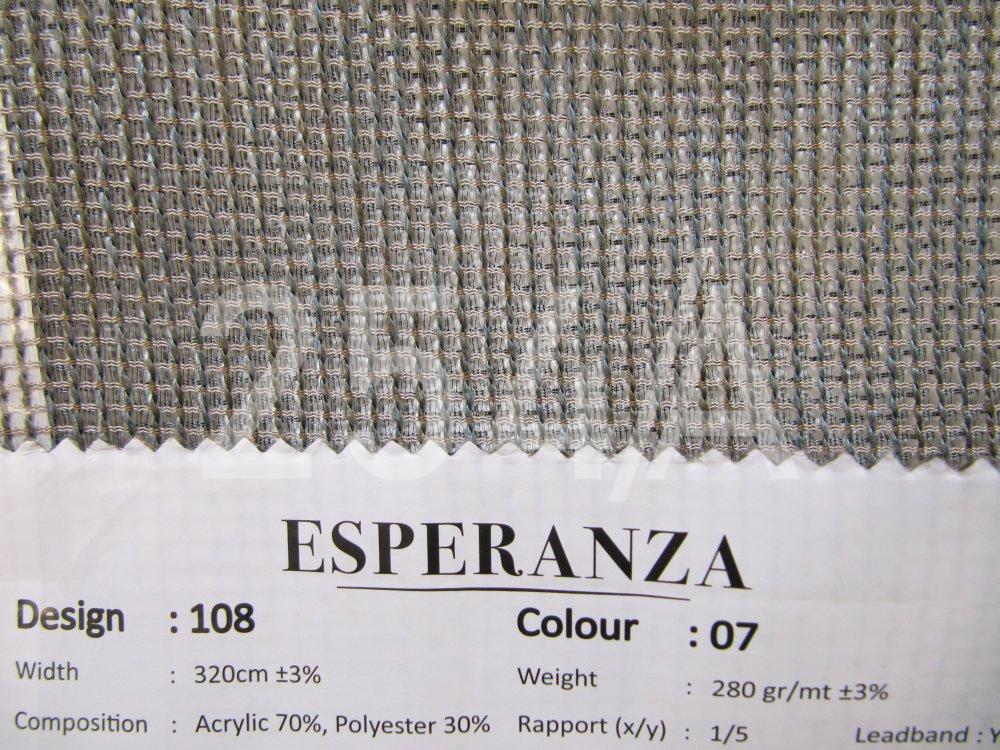 ESPERANZA
Design : 108 Colour : 07
Width : 320cm ±3% Weight : 280 gr/mt ±3%
Composition : Acrylic 70%, Polyester 30% Rapport (x/y) : 1/5 Leadband : Y